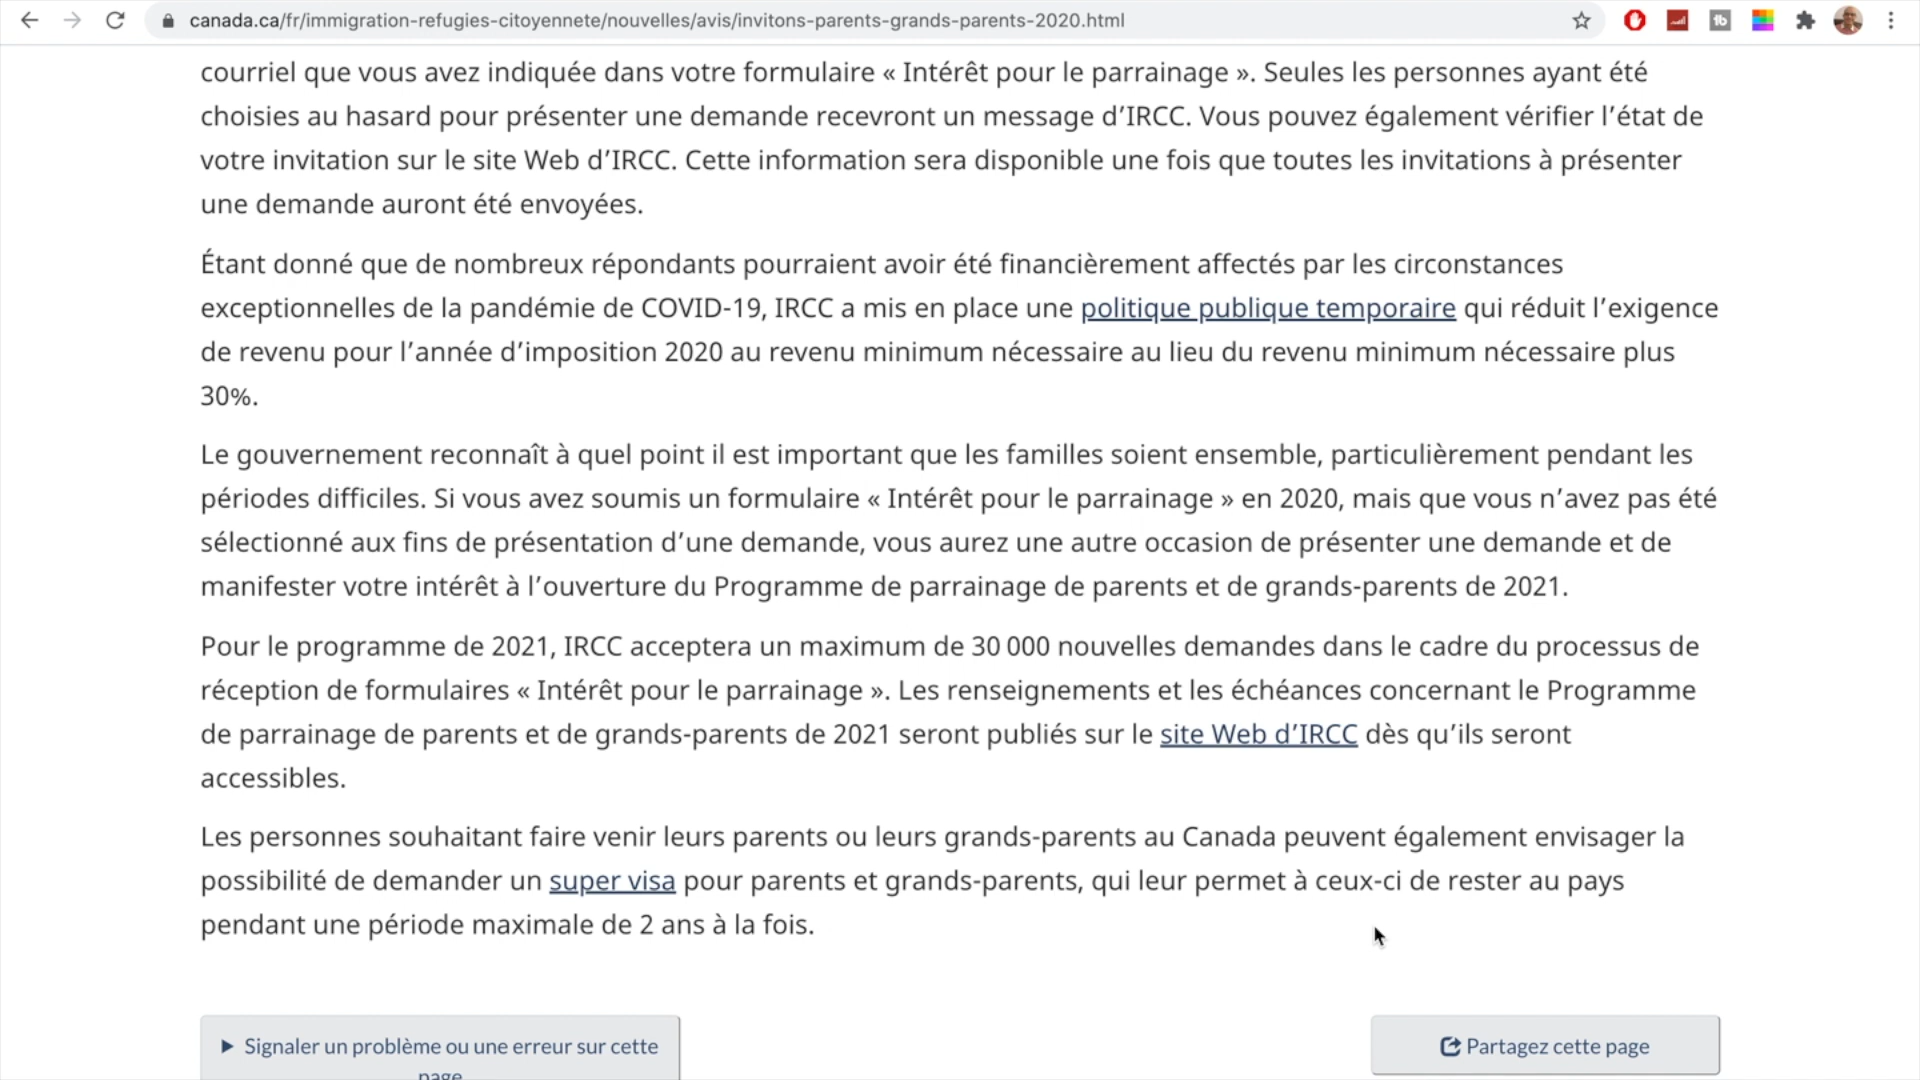 canada.ca/fr/immigration-refugies-citoyennete/nouvelles/avis/invitons-parents-grands-parents-2020.html
courriel que vous avez indiquée dans votre formulaire « Intérêt pour le parrainage ». Seules les personnes ayant été
choisies au hasard pour présenter une demande recevront un message d’IRCC. Vous pouvez également vérifier l’état de
votre invitation sur le site Web d’IRCC. Cette information sera disponible une fois que toutes les invitations à présenter
une demande auront été envoyées.
Étant donné que de nombreux répondants pourraient avoir été financièrement affectés par les circonstances
exceptionnelles de la pandémie de COVID-19, IRCC a mis en place une politique publique temporaire qui réduit l’exigence
de revenu pour l’année d’imposition 2020 au revenu minimum nécessaire au lieu du revenu minimum nécessaire plus
30%.
Le gouvernement reconnaît à quel point il est important que les familles soient ensemble, particulièrement pendant les
périodes difficiles. Si vous avez soumis un formulaire « Intérêt pour le parrainage » en 2020, mais que vous n’avez pas été
sélectionné aux fins de présentation d’une demande, vous aurez une autre occasion de présenter une demande et de
manifester votre intérêt à l’ouverture du Programme de parrainage de parents et de grands-parents de 2021.
Pour le programme de 2021, IRCC acceptera un maximum de 30 000 nouvelles demandes dans le cadre du processus de
réception de formulaires « Intérêt pour le parrainage ». Les renseignements et les échéances concernant le Programme
de parrainage de parents et de grands-parents de 2021 seront publiés sur le site Web d’IRCC dès qu’ils seront
accessibles.
Les personnes souhaitant faire venir leurs parents ou leurs grands-parents au Canada peuvent également envisager la
possibilité de demander un super visa pour parents et grands-parents, qui leur permet à ceux-ci de rester au pays
pendant une période maximale de 2 ans à la fois.
Signaler un problème ou une erreur sur cette
page
Partagez cette page